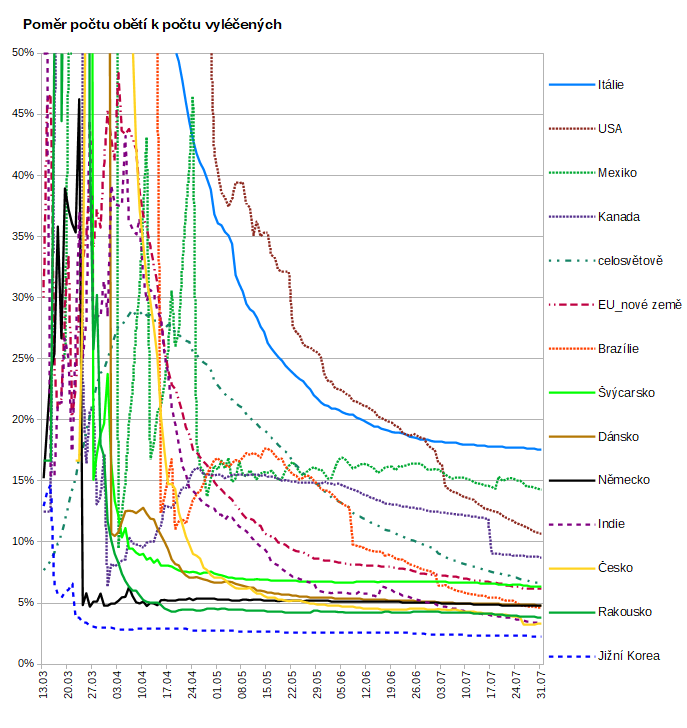 Poměr počtu obětí k počtu vyléčených
50%
45%
40%
35%
30%
25%
20%
15%
10%
5%
0%
13.03
20.03
27.03
03.04
10.04
17.04
24.04
01.05
08.05
15.05
22.05
29.05
05.06
12.06
19.06
26.06
03.07
10.07
17.07
24.07
31.07
Itálie
USA
Mexiko
Kanada
celosvětově
EU_nové země
Brazílie
Švýcarsko
Dánsko
Německo
Indie
Česko
Rakousko
Jižní Korea